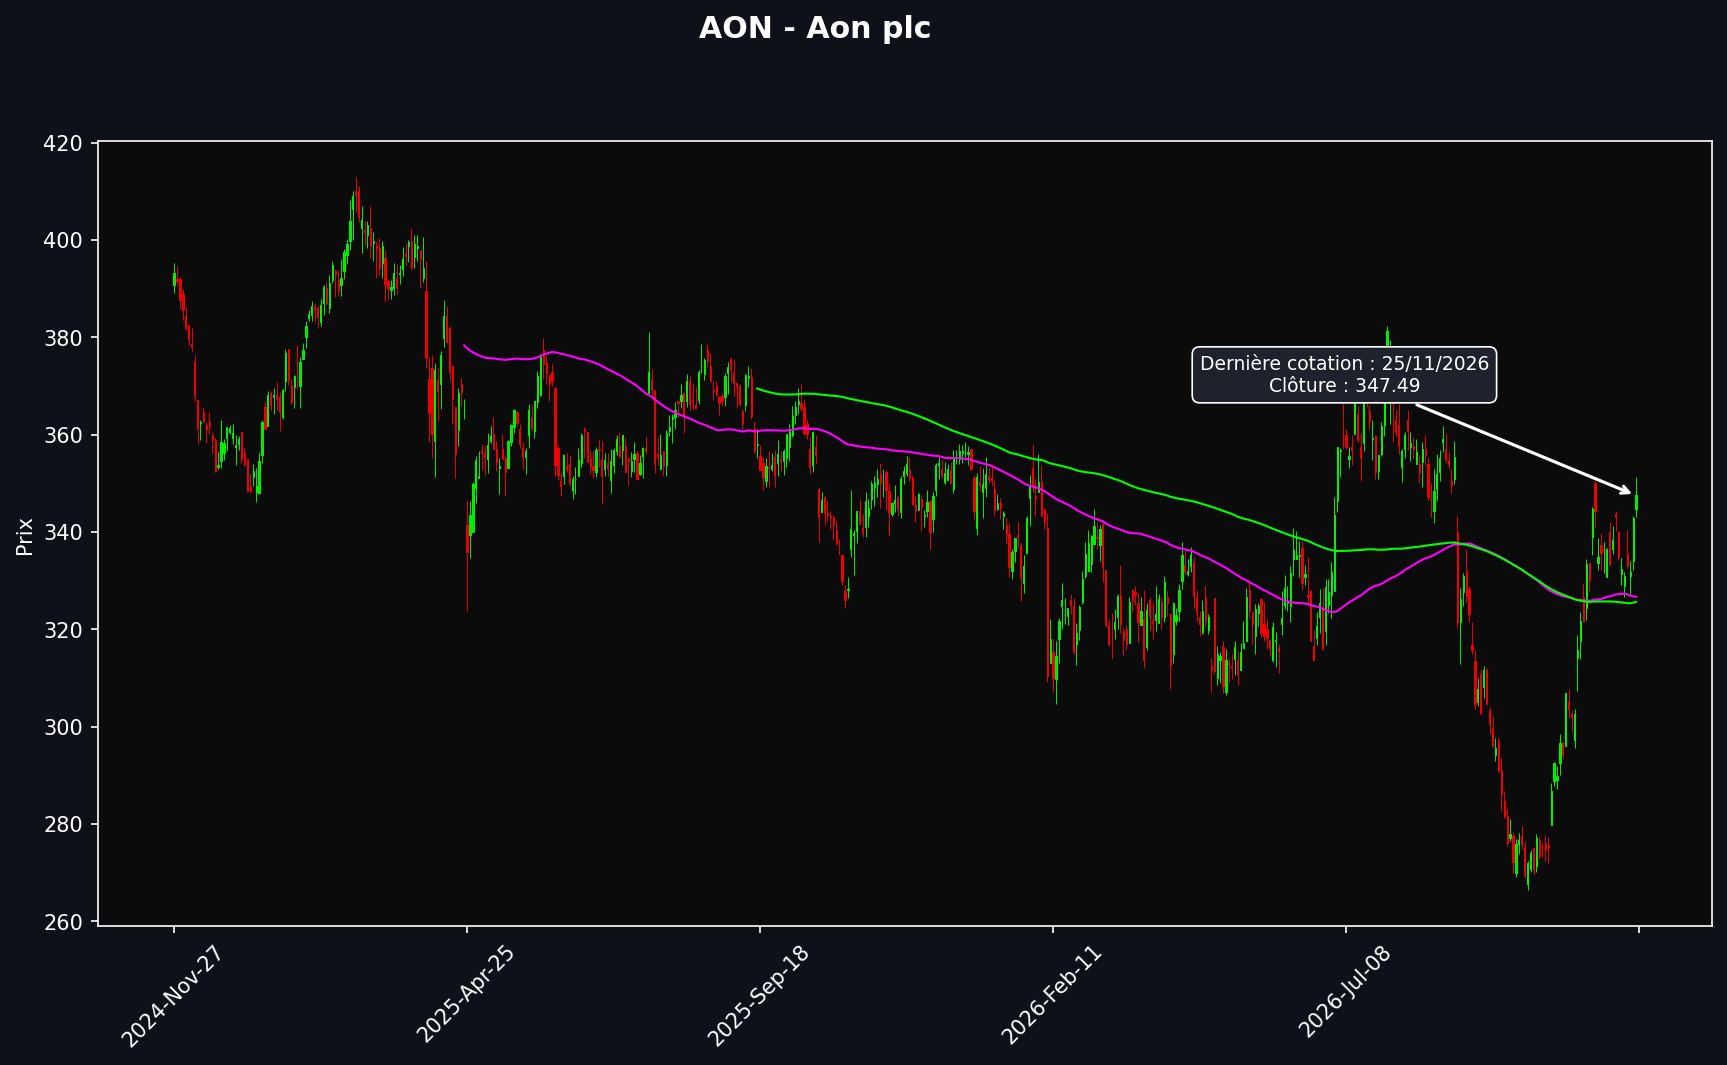 AON - Aon plc
420
400
380
360
340
320
300
280
260
Prix
Dernière cotation : 25/11/2026
Clôture : 347.49
2024-Nov-27
2025-Apr-25
2025-Sep-18
2026-Feb-11
2026-Jul-08